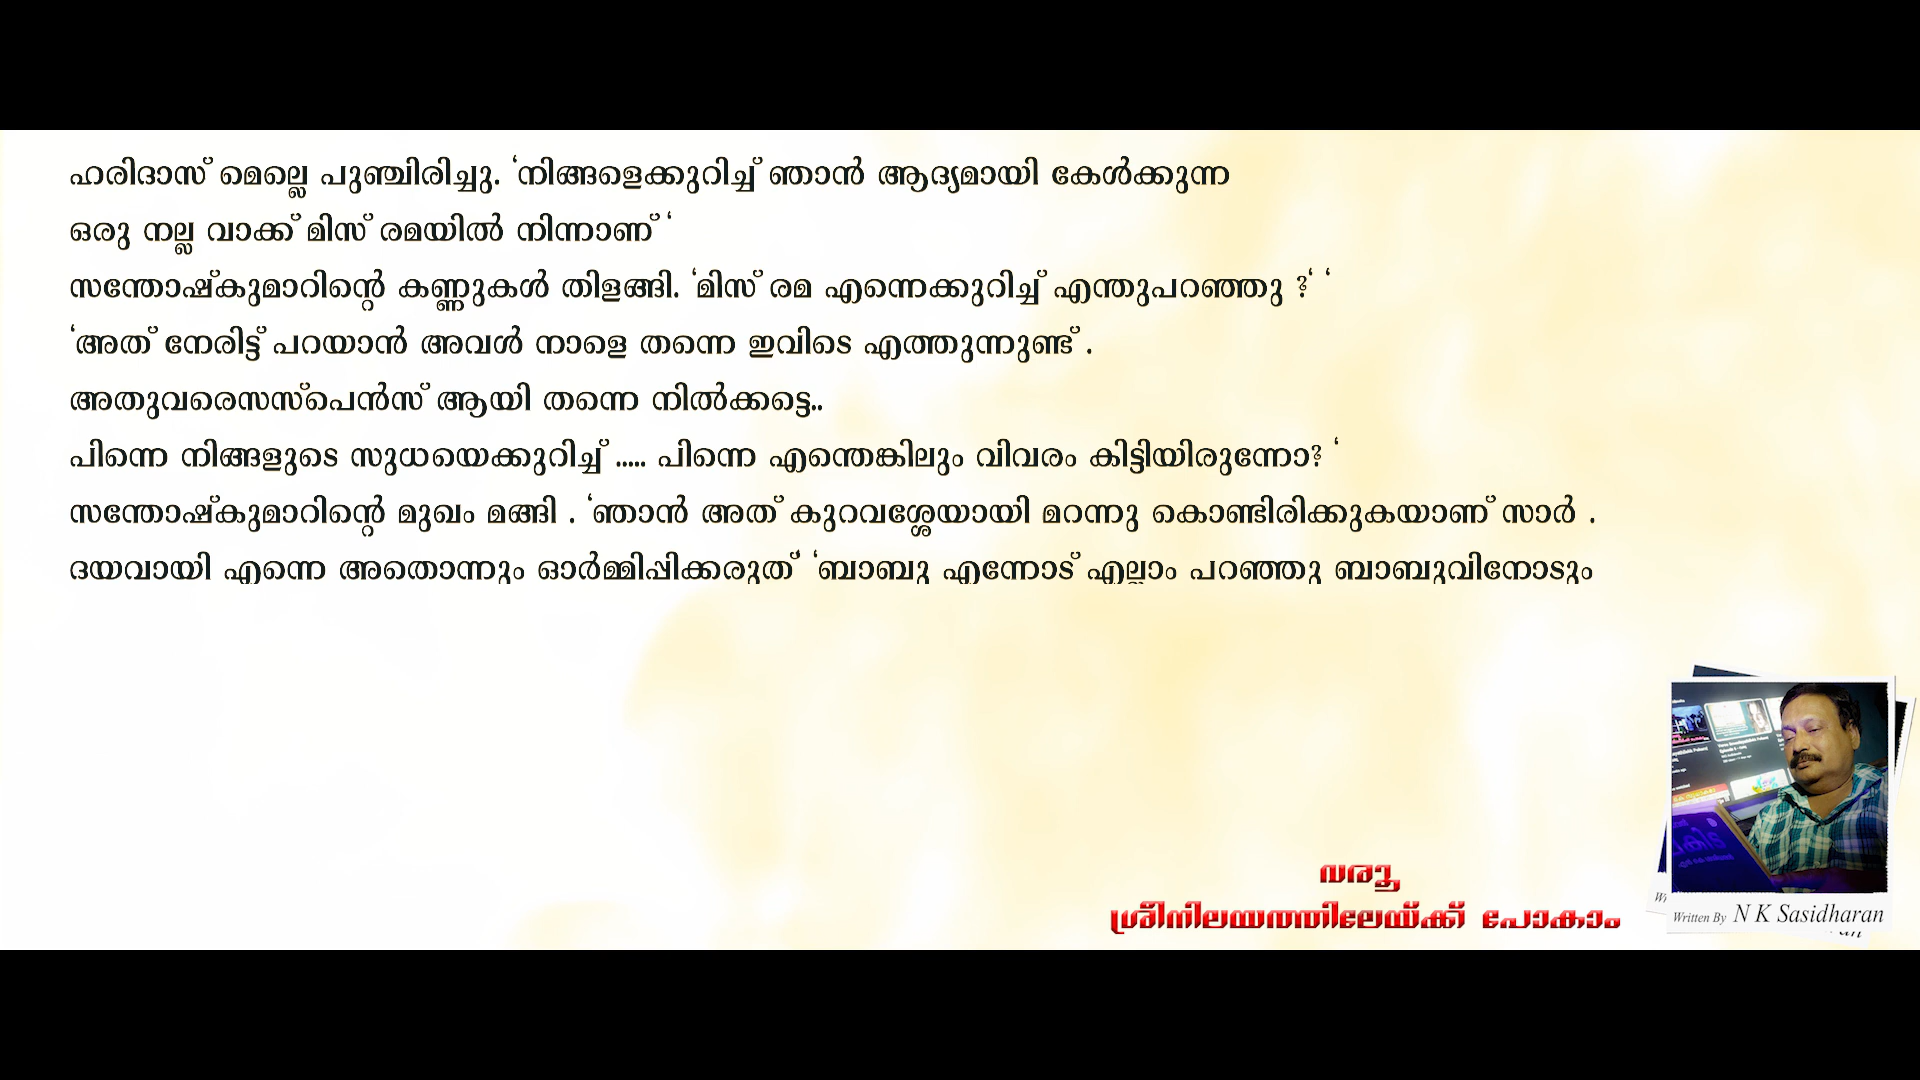 ഹരിദാസ് മെല്ലെ പുഞ്ചിരിച്ചു. ‘നിങ്ങളെക്കുറിച്ച് ഞാൻ ആദ്യമായി കേൾക്കുന്ന
ഒരു നല്ല വാക്ക് മിസ് രമയിൽ നിന്നാണ് ‘
സന്തോഷ്കുമാറിന്റെ കണ്ണുകൾ തിളങ്ങി. ‘മിസ് രമ എന്നെക്കുറിച്ച് എന്തുപറഞ്ഞു ?‘ ‘
‘അത് നേരിട്ട് പറയാൻ അവൾ നാളെ തന്നെ ഇവിടെ എത്തുന്നുണ്ട് .
അതുവരെസസ്പെൻസ് ആയി തന്നെ നിൽക്കട്ടെ..
പിന്നെ നിങ്ങളുടെ സുധയെക്കുറിച്ച് ..... പിന്നെ എന്തെങ്കിലും വിവരം കിട്ടിയിരുന്നോ? ‘
സന്തോഷ്കുമാറിന്റെ മുഖം മങ്ങി . ‘ഞാൻ അത് കുറവശ്ശേയായി മറന്നു കൊണ്ടിരിക്കുകയാണ് സാർ .
ദയവായി എന്നെ അതൊന്നും ഓർമ്മിപ്പിക്കരുത്‘ ‘ബാബു എന്നോട് എല്ലാം പറഞ്ഞു ബാബുവിനോടും
വരൂ
ശ്രീനിലയത്തിലേയ്ക്ക് പോകാം
Written By N K Sasidharan